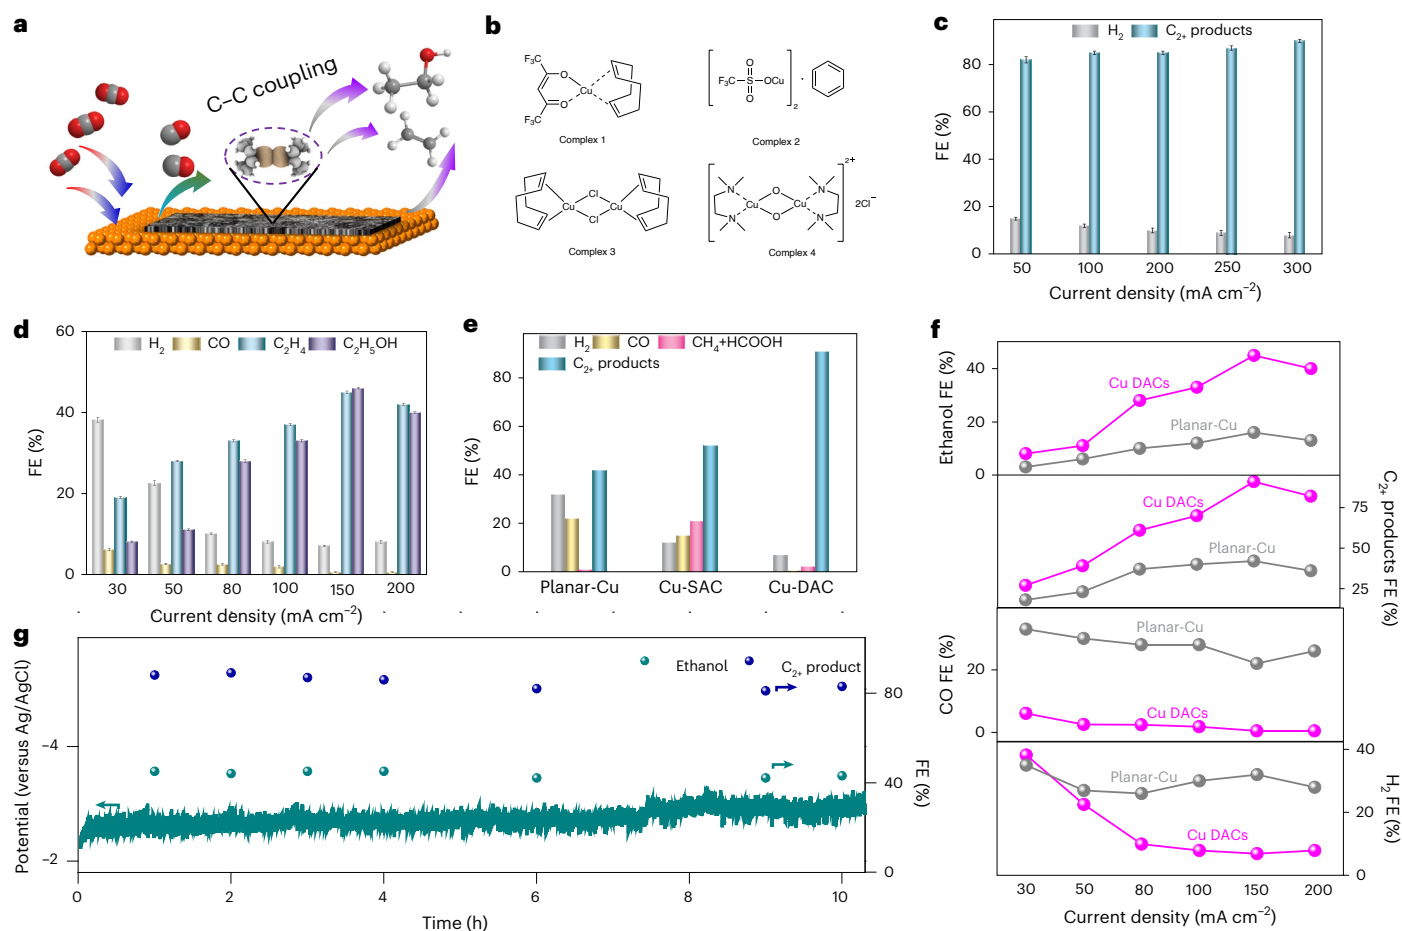 a
C–C coupling
b
F₃C
O
Cu
O
F₃C
Complex 1
O
F₃C S OCu
O
2
·
Complex 2
Cl
Cu Cu
Cl
Complex 3
2+
N O N
Cu Cu
N O N
2Cl⁻
Complex 4
c
H₂ C₂₊ products
FE (%)
80
60
40
20
0
50 100 200 250 300
Current density (mA cm⁻²)
d
H₂ CO C₂H₄ C₂H₅OH
FE (%)
60
40
20
0
30 50 80 100 150 200
Current density (mA cm⁻²)
e
H₂ CO CH₄+HCOOH
C₂₊ products
FE (%)
80
60
40
20
0
Planar-Cu Cu-SAC Cu-DAC
f
Ethanol FE (%)
40
20
0
Cu DACs
Planar-Cu
C₂₊ products FE (%)
75
50
25
Cu DACs
Planar-Cu
CO FE (%)
20
0
Planar-Cu
Cu DACs
H₂ FE (%)
40
20
0
Planar-Cu
Cu DACs
30 50 80 100 150 200
Current density (mA cm⁻²)
g
Potential (versus Ag/AgCl)
–4
–2
Ethanol C₂₊ product
80
40
0
FE (%)
0 2 4 6 8 10
Time (h)